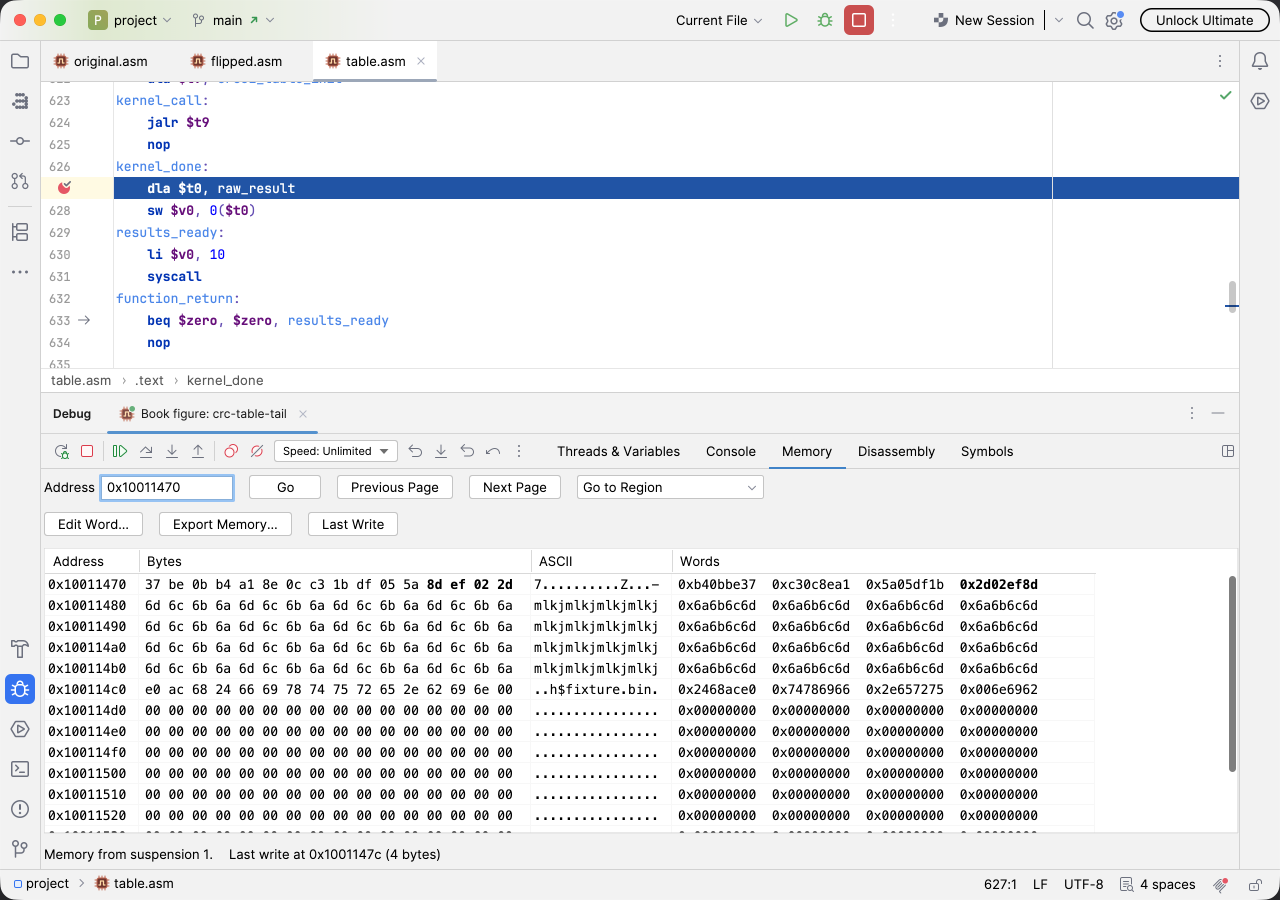 P project main Current File New Session Unlock Ultimate
original.asm flipped.asm table.asm
623 kernel_call:
624 jalr $t9
625 nop
626 kernel_done:
dla $t0, raw_result
628 sw $v0, 0($t0)
629 results_ready:
630 li $v0, 10
631 syscall
632 function_return:
633 beq $zero, $zero, results_ready
634 nop
635
table.asm › .text › kernel_done
Debug Book figure: crc-table-tail
Speed: Unlimited Threads & Variables Console Memory Disassembly Symbols
Address 0x10011470 Go Previous Page Next Page Go to Region
Edit Word... Export Memory... Last Write
Address Bytes ASCII Words
0x10011470 37 be 0b b4 a1 8e 0c c3 1b df 05 5a 8d ef 02 2d 7..........Z...- 0xb40bbe37 0xc30c8ea1 0x5a05df1b 0x2d02ef8d
0x10011480 6d 6c 6b 6a 6d 6c 6b 6a 6d 6c 6b 6a 6d 6c 6b 6a mlkjmlkjmlkjmlkj 0x6a6b6c6d 0x6a6b6c6d 0x6a6b6c6d 0x6a6b6c6d
0x10011490 6d 6c 6b 6a 6d 6c 6b 6a 6d 6c 6b 6a 6d 6c 6b 6a mlkjmlkjmlkjmlkj 0x6a6b6c6d 0x6a6b6c6d 0x6a6b6c6d 0x6a6b6c6d
0x100114a0 6d 6c 6b 6a 6d 6c 6b 6a 6d 6c 6b 6a 6d 6c 6b 6a mlkjmlkjmlkjmlkj 0x6a6b6c6d 0x6a6b6c6d 0x6a6b6c6d 0x6a6b6c6d
0x100114b0 6d 6c 6b 6a 6d 6c 6b 6a 6d 6c 6b 6a 6d 6c 6b 6a mlkjmlkjmlkjmlkj 0x6a6b6c6d 0x6a6b6c6d 0x6a6b6c6d 0x6a6b6c6d
0x100114c0 e0 ac 68 24 66 69 78 74 75 72 65 2e 62 69 6e 00 ..h$fixture.bin. 0x2468ace0 0x74786966 0x2e657275 0x006e6962
0x100114d0 00 00 00 00 00 00 00 00 00 00 00 00 00 00 00 00 ................ 0x00000000 0x00000000 0x00000000 0x00000000
0x100114e0 00 00 00 00 00 00 00 00 00 00 00 00 00 00 00 00 ................ 0x00000000 0x00000000 0x00000000 0x00000000
0x100114f0 00 00 00 00 00 00 00 00 00 00 00 00 00 00 00 00 ................ 0x00000000 0x00000000 0x00000000 0x00000000
0x10011500 00 00 00 00 00 00 00 00 00 00 00 00 00 00 00 00 ................ 0x00000000 0x00000000 0x00000000 0x00000000
0x10011510 00 00 00 00 00 00 00 00 00 00 00 00 00 00 00 00 ................ 0x00000000 0x00000000 0x00000000 0x00000000
0x10011520 00 00 00 00 00 00 00 00 00 00 00 00 00 00 00 00 ................ 0x00000000 0x00000000 0x00000000 0x00000000
Memory from suspension 1. Last write at 0x1001147c (4 bytes)
project › table.asm 627:1 LF UTF-8 4 spaces